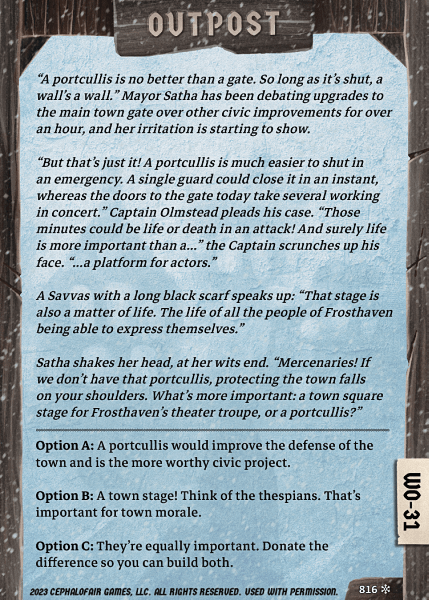 OUTPOST
“A portcullis is no better than a gate. So long as it’s shut, a
wall’s a wall.” Mayor Satha has been debating upgrades to
the main town gate over other civic improvements for over
an hour, and her irritation is starting to show.
“But that’s just it! A portcullis is much easier to shut in
an emergency. A single guard could close it in an instant,
whereas the doors to the gate today take several working
in concert.” Captain Olmstead pleads his case. “Those
minutes could be life or death in an attack! And surely life
is more important than a...” the Captain scrunches up his
face. “...a platform for actors.”
A Savvas with a long black scarf speaks up: “That stage is
also a matter of life. The life of all the people of Frosthaven
being able to express themselves.”
Satha shakes her head, at her wits end. “Mercenaries! If
we don’t have that portcullis, protecting the town falls
on your shoulders. What’s more important: a town square
stage for Frosthaven’s theater troupe, or a portcullis?”
Option A: A portcullis would improve the defense of the
town and is the more worthy civic project.
Option B: A town stage! Think of the thespians. That’s
important for town morale.
Option C: They’re equally important. Donate the
difference so you can build both.
WO-31
2023 CEPHALOFAIR GAMES, LLC. ALL RIGHTS RESERVED. USED WITH PERMISSION.
816